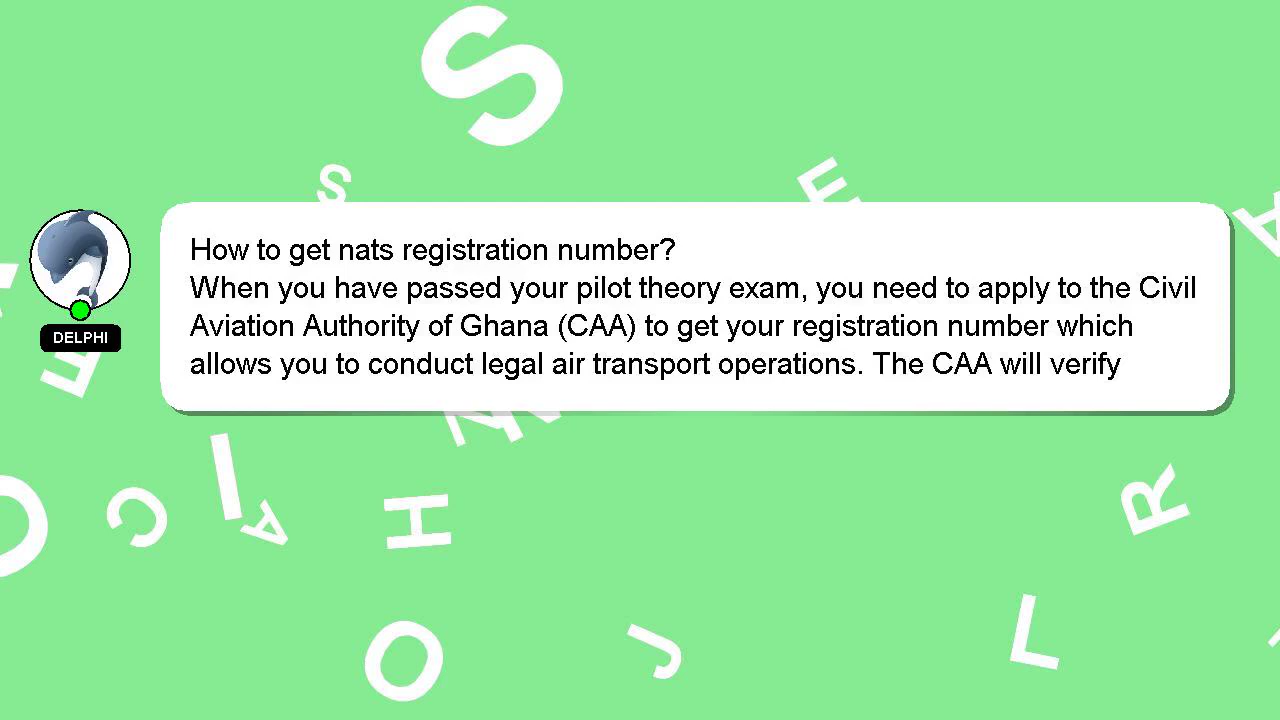 How to get nats registration number?
When you have passed your pilot theory exam, you need to apply to the Civil
Aviation Authority of Ghana (CAA) to get your registration number which
allows you to conduct legal air transport operations. The CAA will verify
DELPHI
S
S
E
A
E
N
N
I
C
A
H
O
O
J
L
R